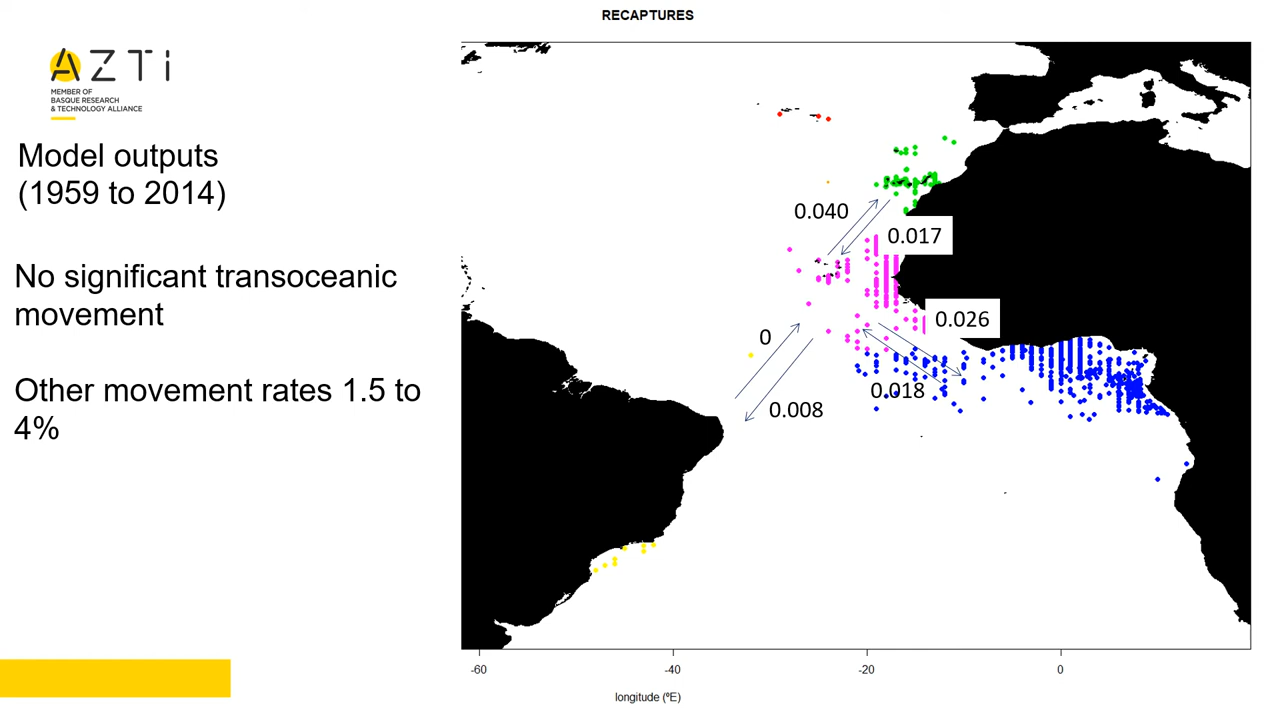 RECAPTURES
AZTi
MEMBER OF
BASQUE RESEARCH
& TECHNOLOGY ALLIANCE
Model outputs
(1959 to 2014)
No significant transoceanic
movement
Other movement rates 1.5 to
4%
0.040
0.017
0.026
0
0.018
0.008
-60
-40
-20
0
longitude (ºE)